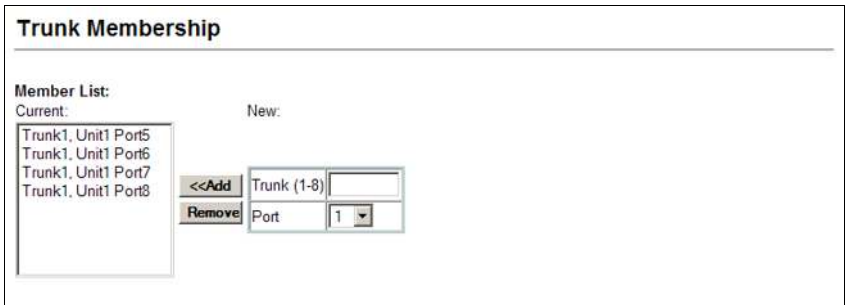 Trunk Membership
Member List:
Current:
New:
Trunk1, Unit1 Port5
Trunk1, Unit1 Port6
Trunk1, Unit1 Port7
Trunk1, Unit1 Port8
<<Add
Trunk (1-8)
Remove
Port
1